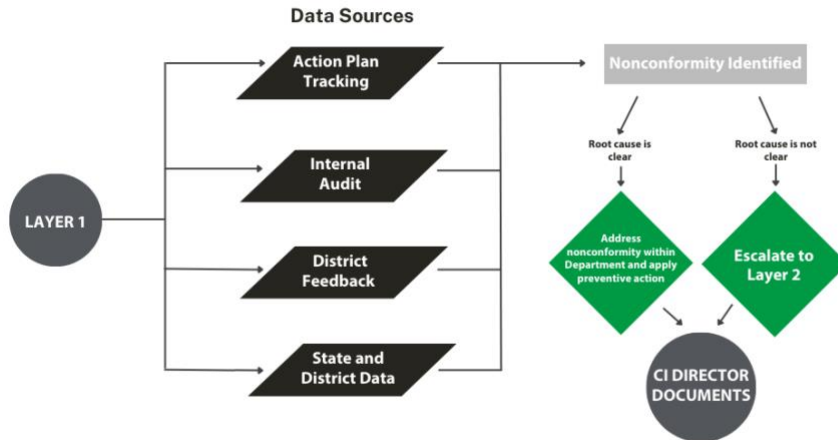 Data Sources
LAYER 1
Action Plan
Tracking
Internal
Audit
District
Feedback
State and
District Data
Nonconformity Identified
Root cause is
clear
Root cause is not
clear
Address
nonconformity within
Department and apply
preventive action
Escalate to
Layer 2
CI DIRECTOR
DOCUMENTS